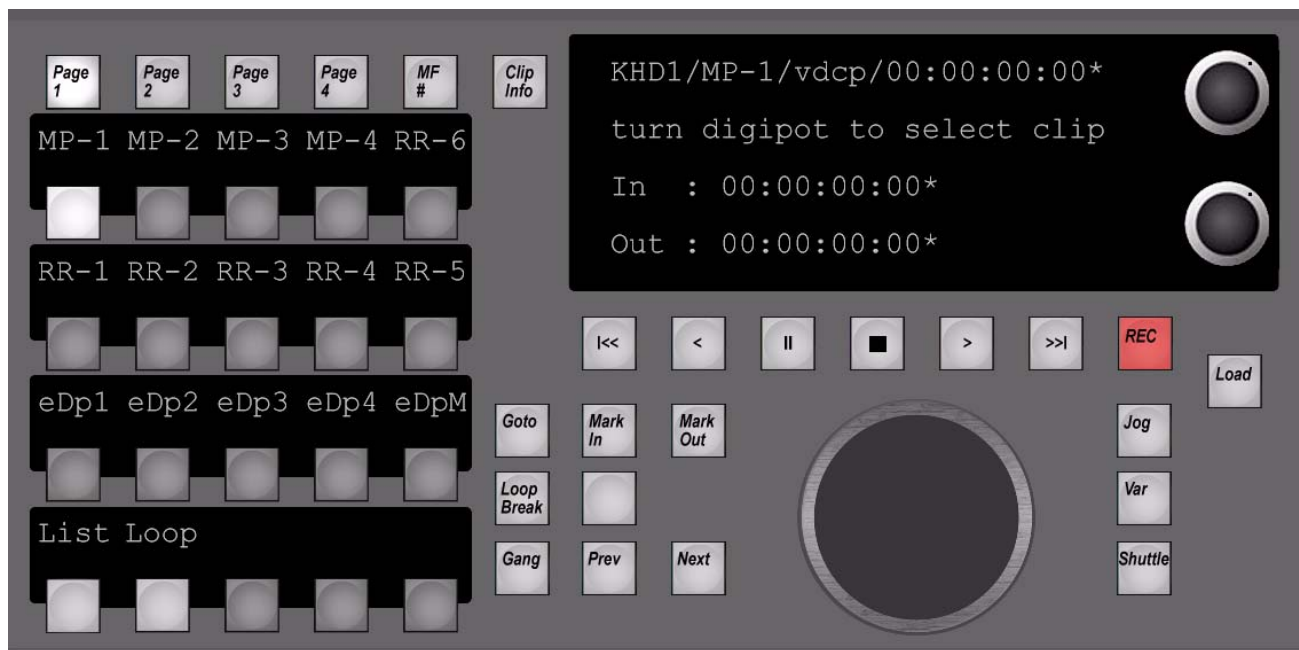 Page 1
Page 2
Page 3
Page 4
MF #
Clip Info
MP-1 MP-2 MP-3 MP-4 RR-6
RR-1 RR-2 RR-3 RR-4 RR-5
eDp1 eDp2 eDp3 eDp4 eDpM
List Loop
KHD1/MP-1/vdcp/00:00:00:00*
turn digipot to select clip
In : 00:00:00:00*
Out : 00:00:00:00*
I<<
<
II
■
>
>>I
REC
Load
Goto
Mark In
Mark Out
Jog
Loop Break
Var
Gang
Prev
Next
Shuttle